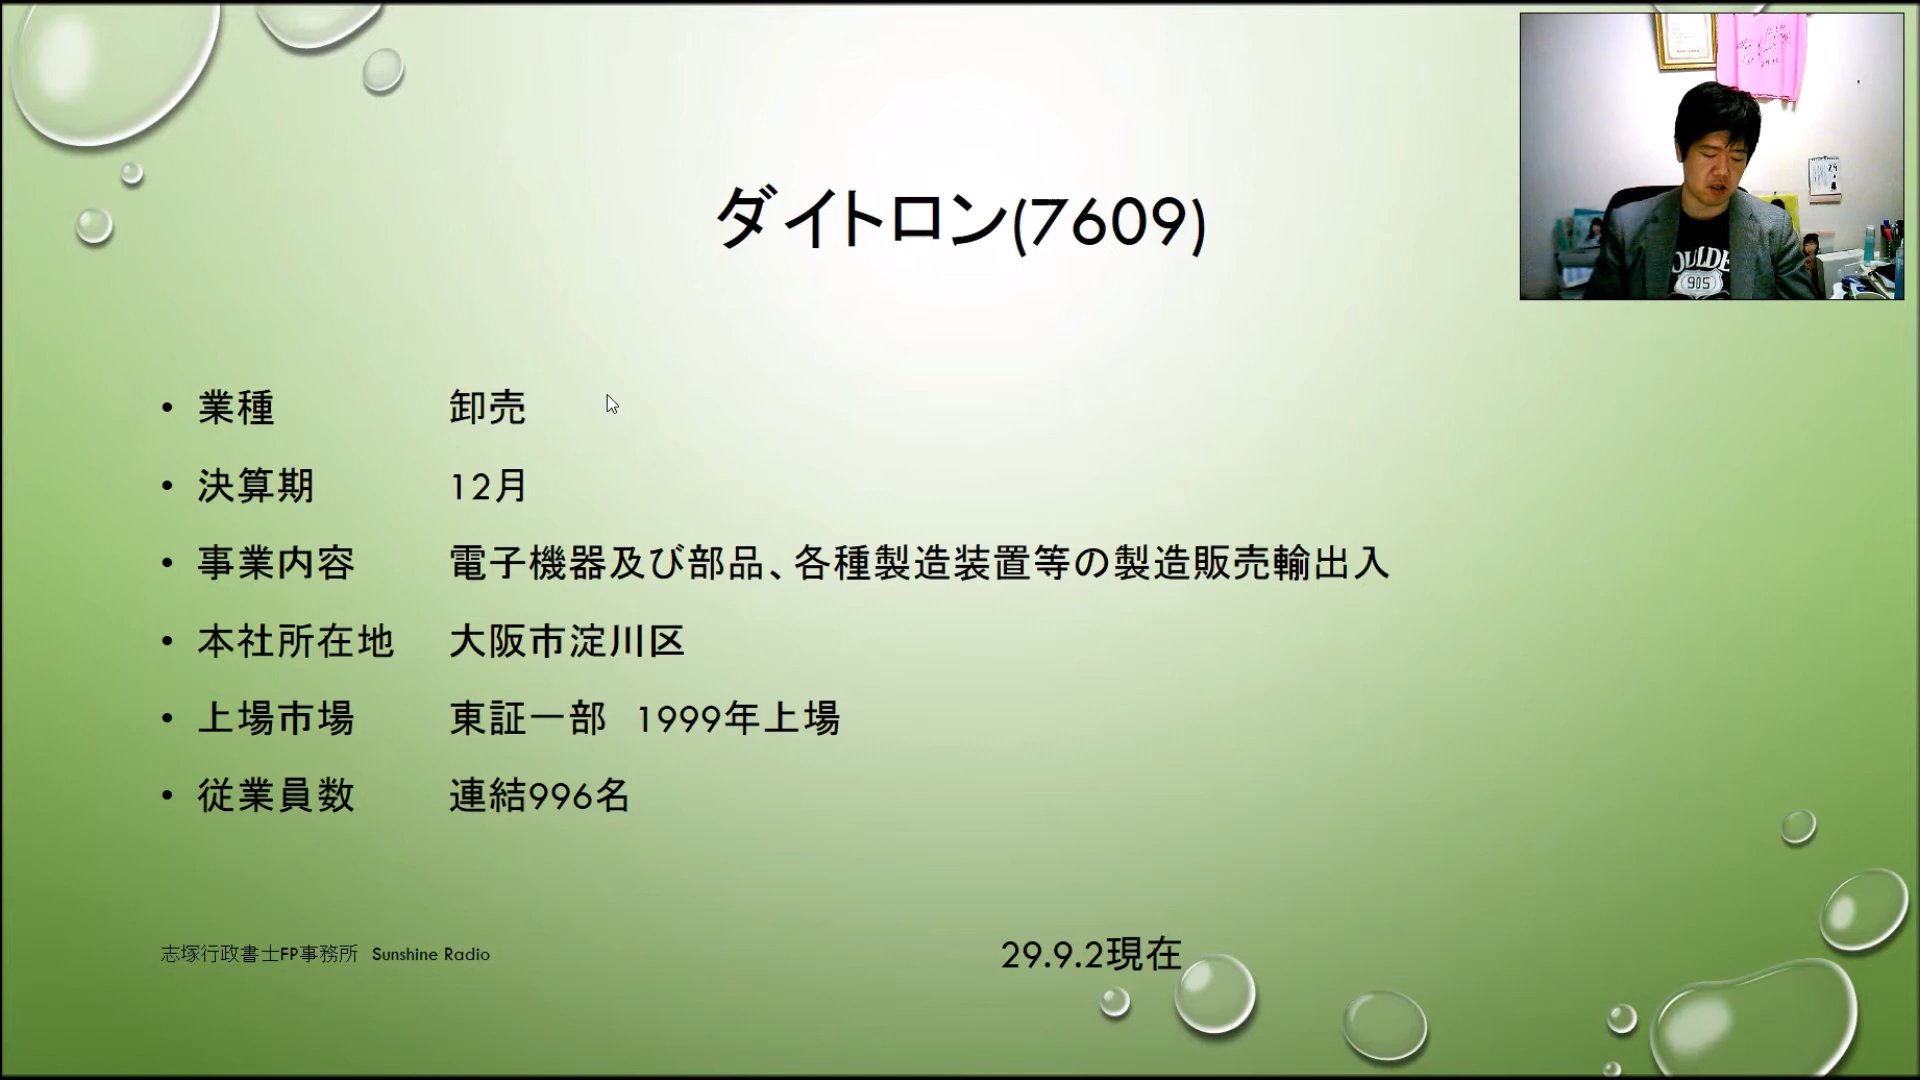 ダイトロン(7609)
• 業種 卸売
• 決算期 12月
• 事業内容 電子機器及び部品、各種製造装置等の製造販売輸出入
• 本社所在地 大阪市淀川区
• 上場市場 東証一部 1999年上場
• 従業員数 連結996名
志塚行政書士FP事務所 Sunshine Radio
29.9.2現在
OULDE
905